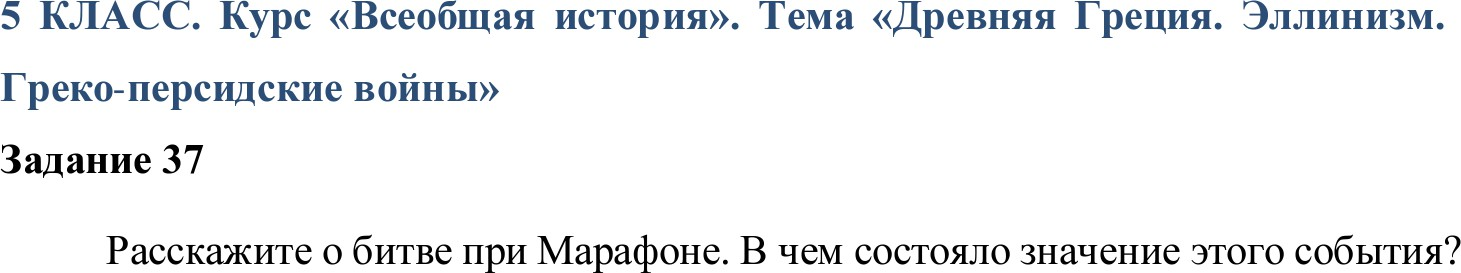 5 КЛАСС. Курс «Всеобщая история». Тема «Древняя Греция. Эллинизм.
Греко-персидские войны»
Задание 37
Расскажите о битве при Марафоне. В чем состояло значение этого события?